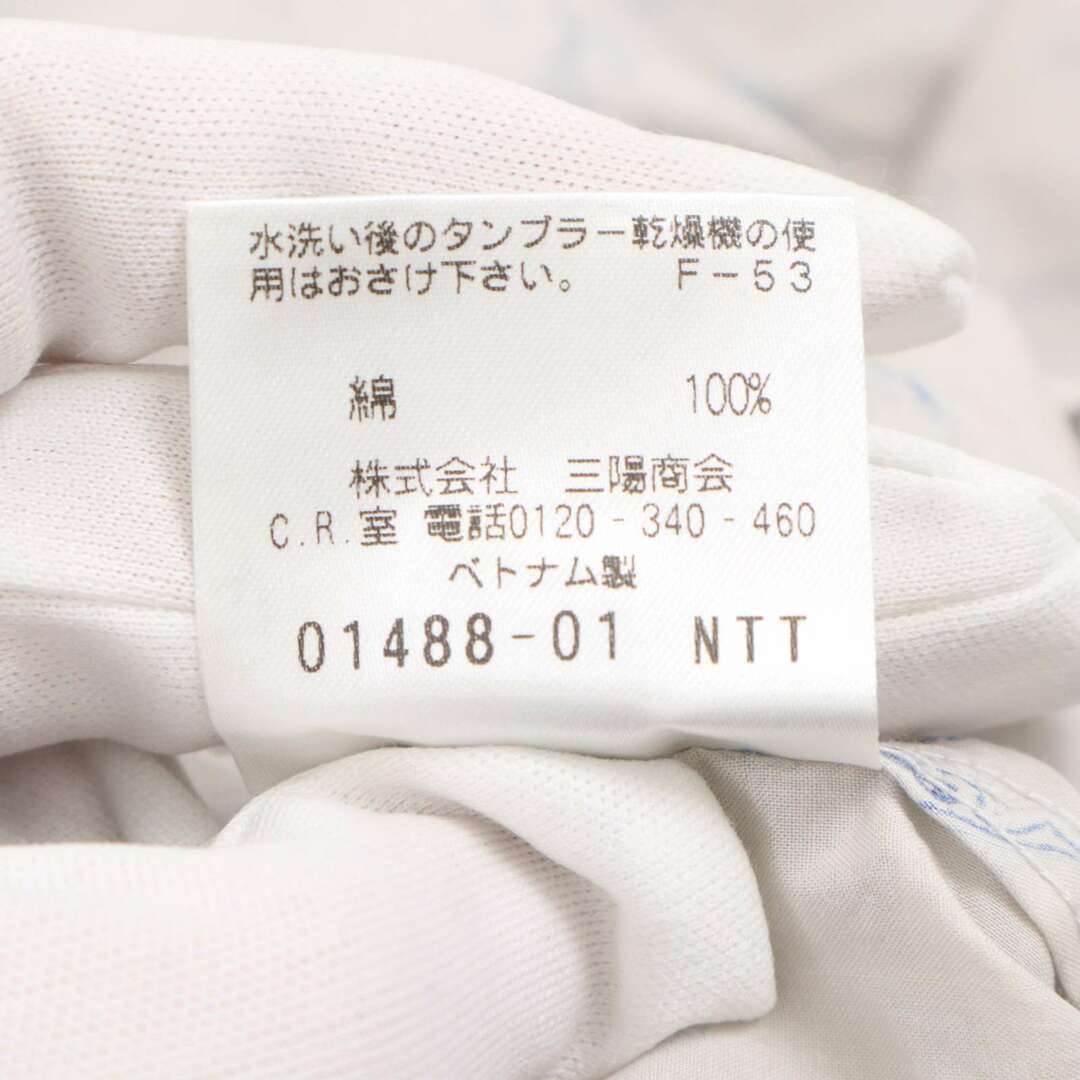 水洗い後のタンブラー乾燥機の使
用はおさけ下さい。 F-53
綿 100%
株式会社 三陽商会
C.R.室 電話0120-340-460
ベトナム製
01488-01 NTT